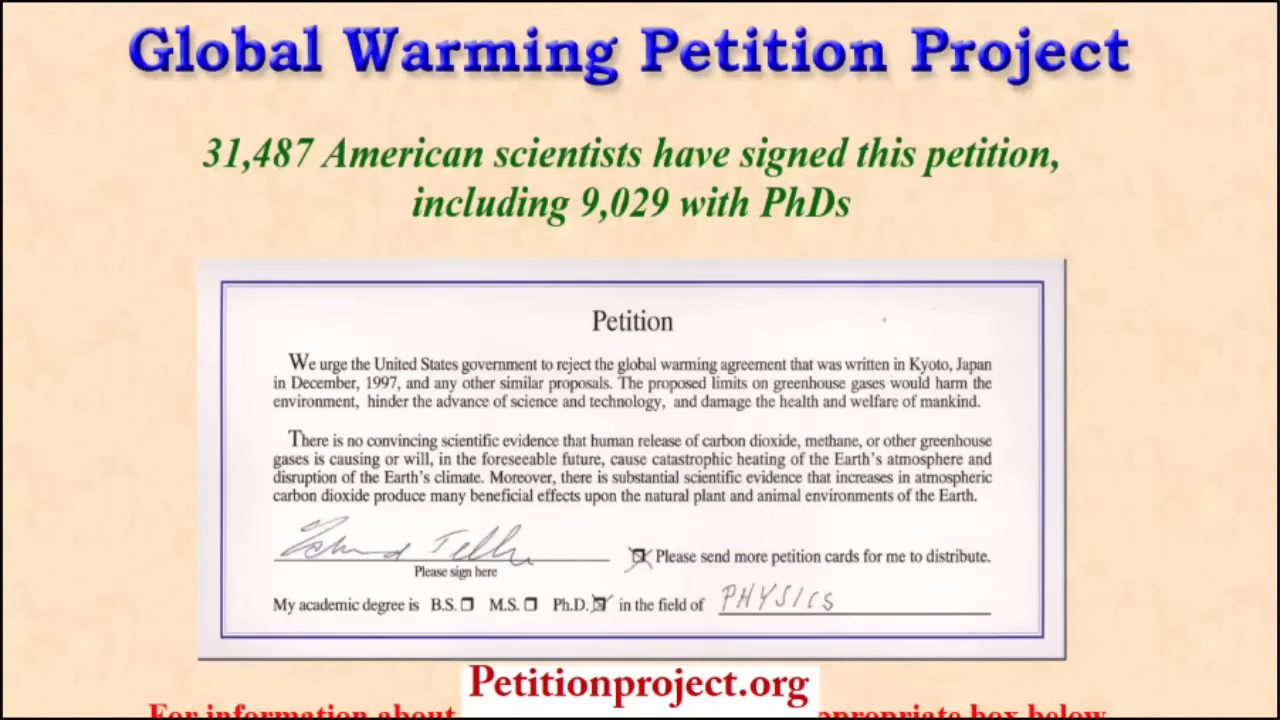 Global Warming Petition Project
31,487 American scientists have signed this petition,
including 9,029 with PhDs
Petition
We urge the United States government to reject the global warming agreement that was written in Kyoto, Japan
in December, 1997, and any other similar proposals. The proposed limits on greenhouse gases would harm the
environment, hinder the advance of science and technology, and damage the health and welfare of mankind.
There is no convincing scientific evidence that human release of carbon dioxide, methane, or other greenhouse
gases is causing or will, in the foreseeable future, cause catastrophic heating of the Earth's atmosphere and
disruption of the Earth's climate. Moreover, there is substantial scientific evidence that increases in atmospheric
carbon dioxide produce many beneficial effects upon the natural plant and animal environments of the Earth.
Please send more petition cards for me to distribute.
Please sign here
My academic degree is B.S. M.S. Ph.D. in the field of PHYSICS
Petitionproject.org
For information about ppropriate box below